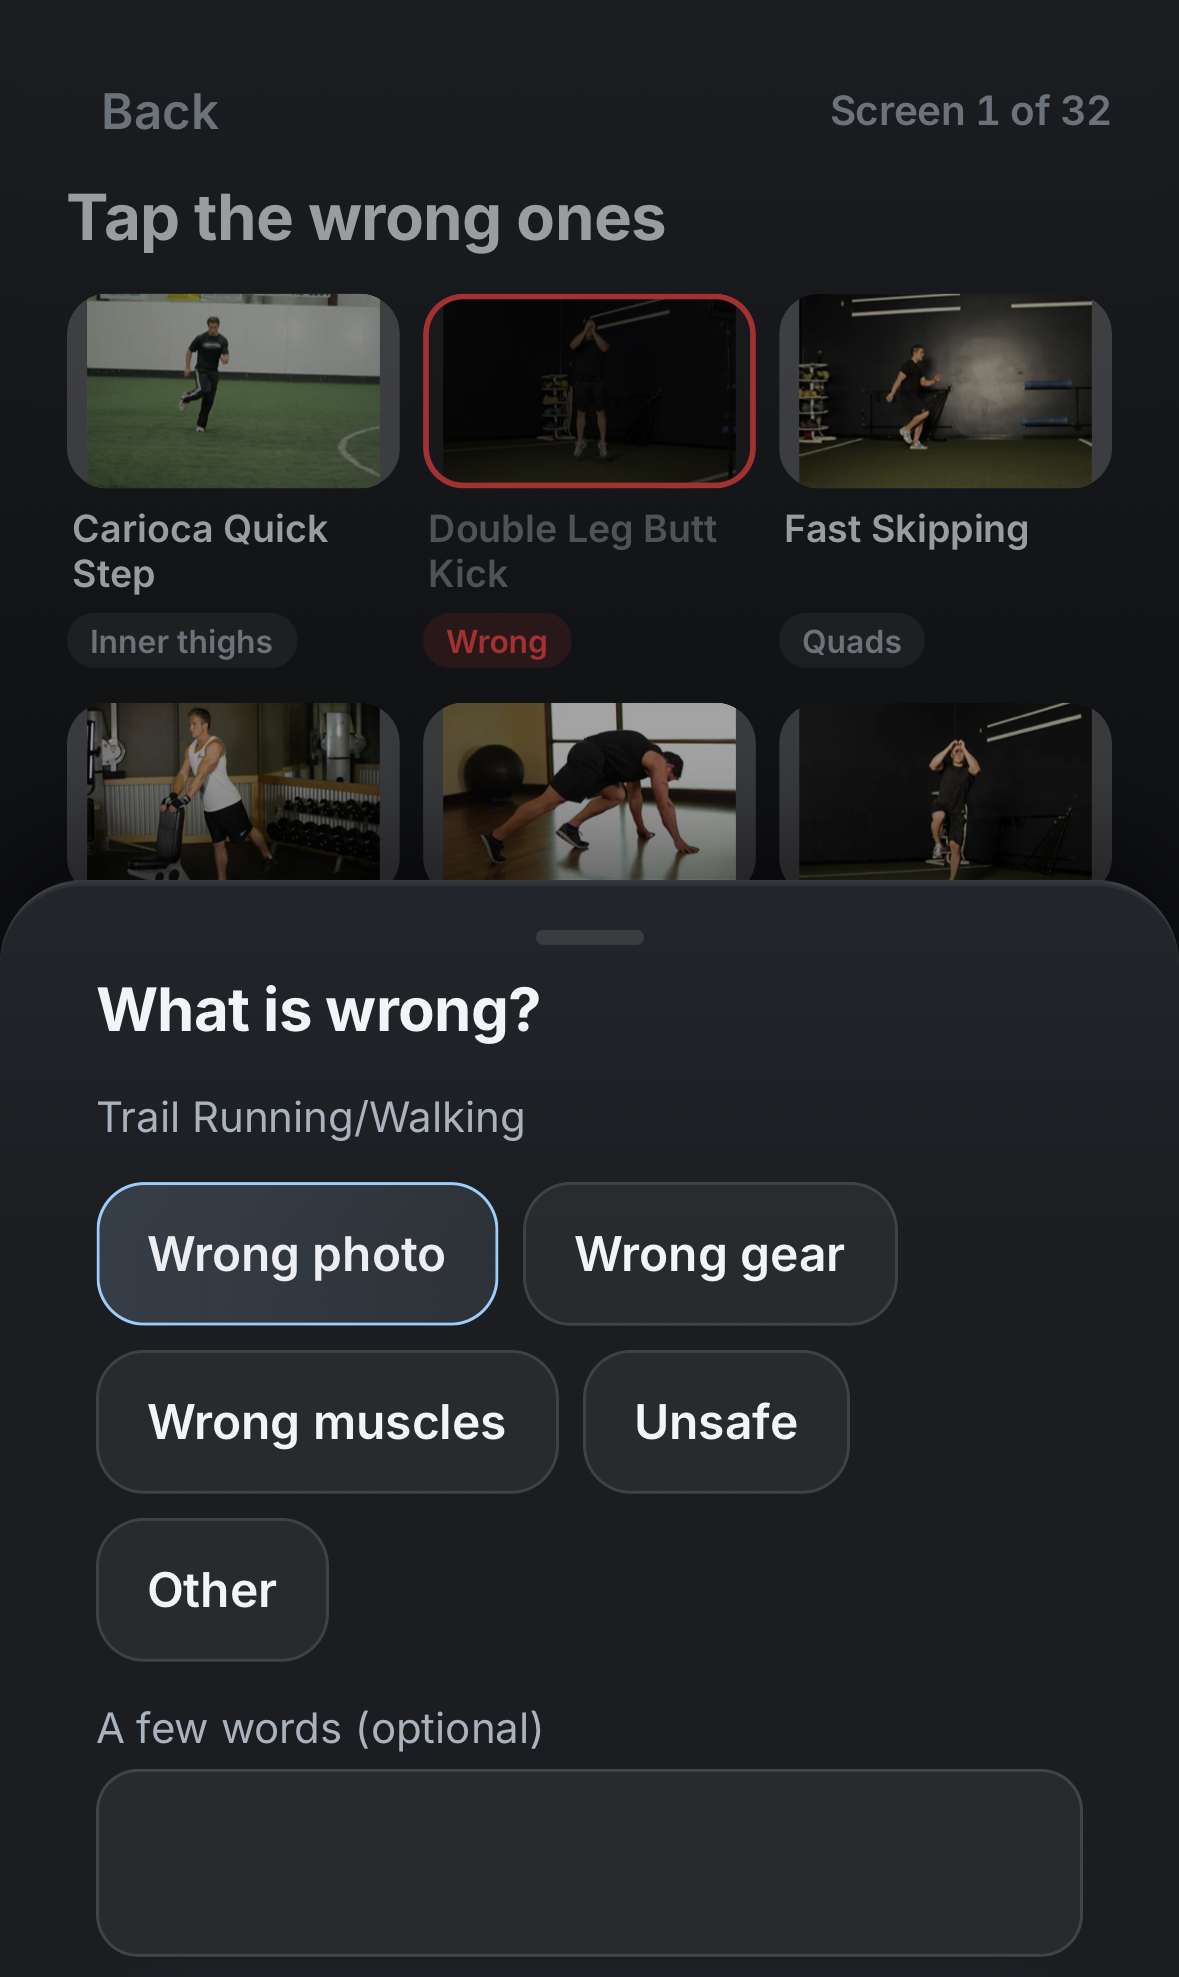 Back
Screen 1 of 32
Tap the wrong ones
Carioca Quick
Step
Double Leg Butt
Kick
Fast Skipping
Inner thighs
Wrong
Quads
What is wrong?
Trail Running/Walking
Wrong photo
Wrong gear
Wrong muscles
Unsafe
Other
A few words (optional)